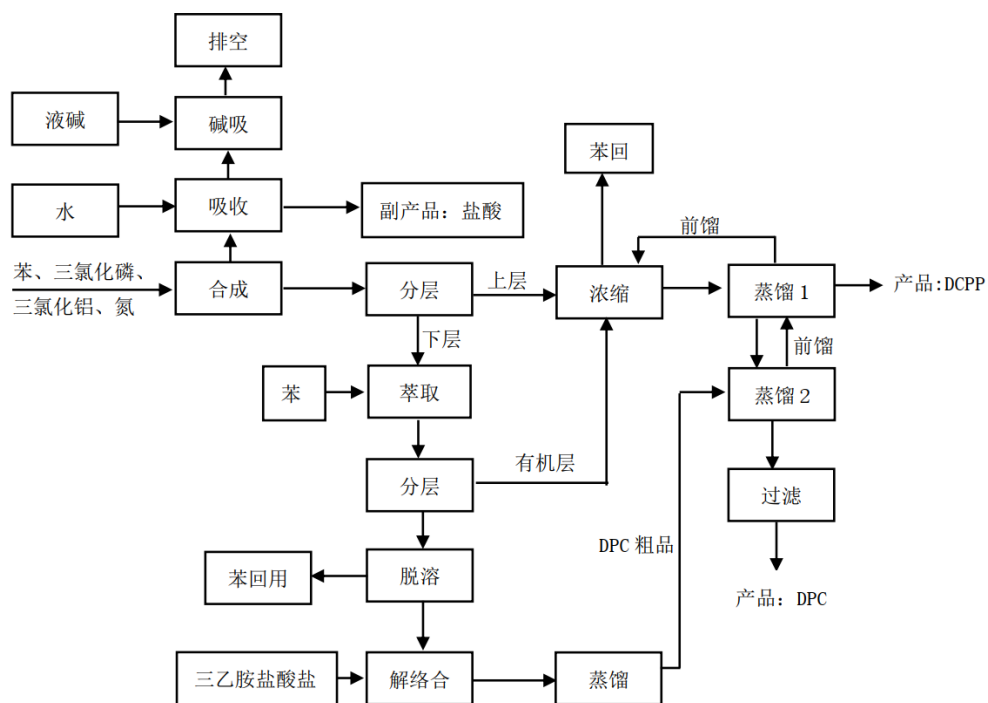 排空
液碱
碱吸
苯回
水
吸收
副产品：盐酸
前馏
苯、三氯化磷、
三氯化铝、氮
合成
分层
上层
浓缩
蒸馏 1
产品:DCPP
下层
前馏
苯
萃取
蒸馏 2
分层
有机层
过滤
DPC 粗品
苯回用
脱溶
产品：DPC
三乙胺盐酸盐
解络合
蒸馏